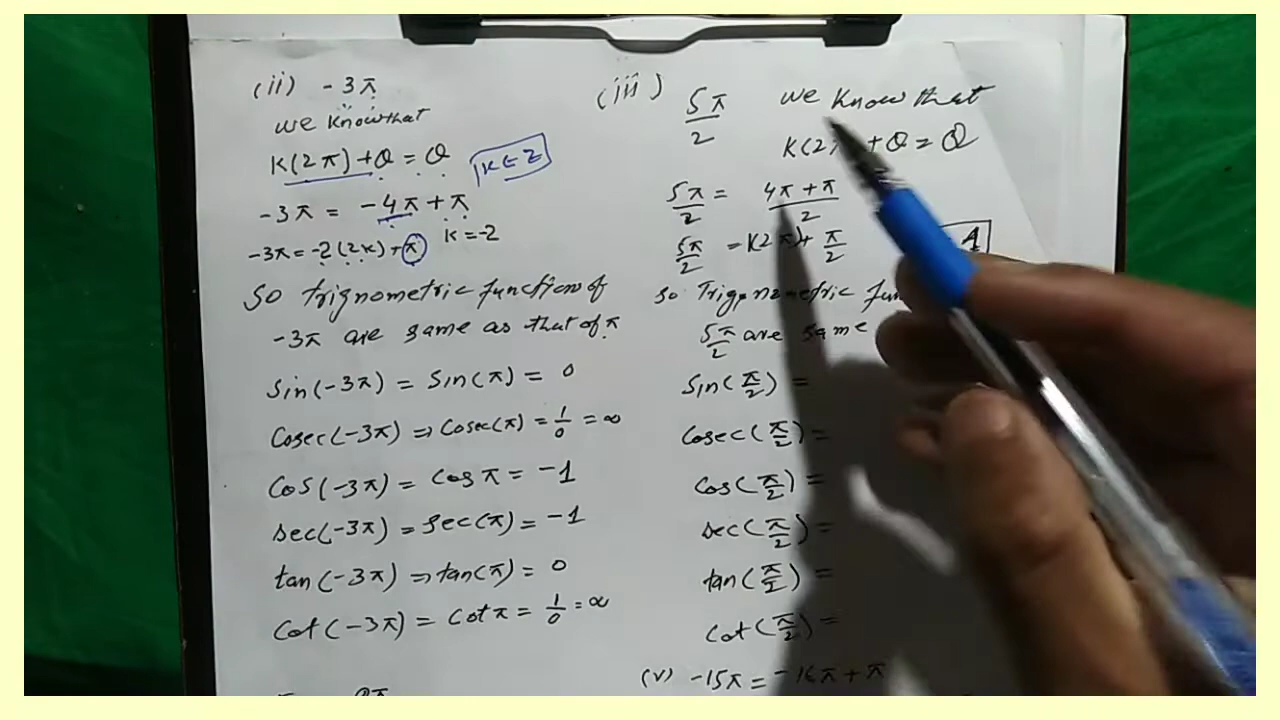 (ii) -3π
we know that
K(2π)+θ = θ
K∈Z
-3π = -4π+π
K=-2
-3π = -2(2π)+π
So trignometric function of
-3π are same as that of π
Sin(-3π) = Sin(π) = 0
Cosec(-3π) ⇒ Cosec(π) = 1/0 = ∞
Cos(-3π) = Cos π = -1
Sec(-3π) = Sec(π) = -1
tan(-3π) ⇒ tan(π) = 0
Cot(-3π) = Cot π = 1/0 = ∞
(iii) 5π/2 we know that
K(2π)+θ = θ
5π/2 = 4π+π/2
5π/2 = K(2π)+ π/2
1
So Trignometric
5π/2 are same
Sin(π/2) =
Cosec(π/2) =
Cos(π/2) =
Sec(π/2) =
tan(π/2) =
Cot(π/2) =
(v) -15π = -16π+π